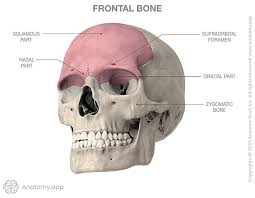 FRONTAL BONE
SQUAMOUS
PART
SUPRAORBITAL
FORAMEN
NASAL
PART
ORBITAL
PART
ZYGOMATIC
BONE
Anatomy.app